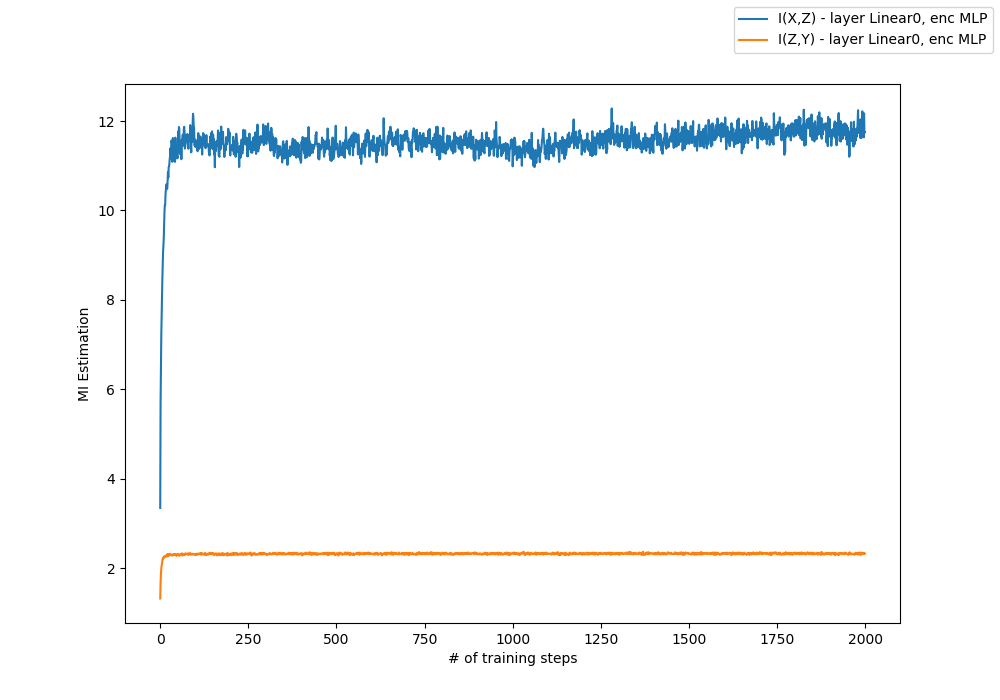 I(X,Z) - layer Linear0, enc MLP
I(Z,Y) - layer Linear0, enc MLP
12
10
8
6
4
2
MI Estimation
0 250 500 750 1000 1250 1500 1750 2000
# of training steps